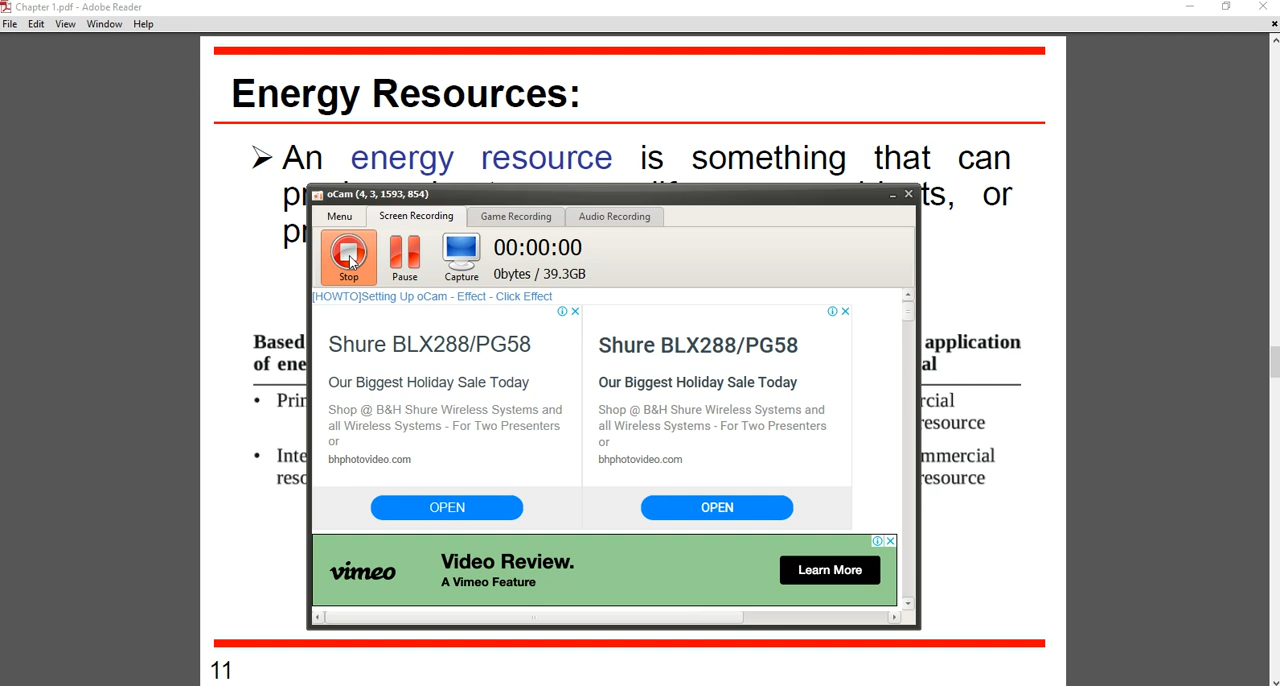 Chapter 1.pdf - Adobe Reader
File Edit View Window Help
Energy Resources:
➢ An energy resource is something that can
ts, or
oCam (4, 3, 1593, 854)
Menu Screen Recording Game Recording Audio Recording
Stop Pause Capture
00:00:00
0bytes / 39.3GB
[HOWTO]Setting Up oCam - Effect - Click Effect
Shure BLX288/PG58
Our Biggest Holiday Sale Today
Shop @ B&H Shure Wireless Systems and
all Wireless Systems - For Two Presenters
or
bhphotovideo.com
OPEN
Shure BLX288/PG58
Our Biggest Holiday Sale Today
Shop @ B&H Shure Wireless Systems and
all Wireless Systems - For Two Presenters
or
bhphotovideo.com
OPEN
vimeo
Video Review.
A Vimeo Feature
Learn More
Based
of ene
• Prin
• Inte
reso
application
al
rcial
resource
mmercial
resource
11